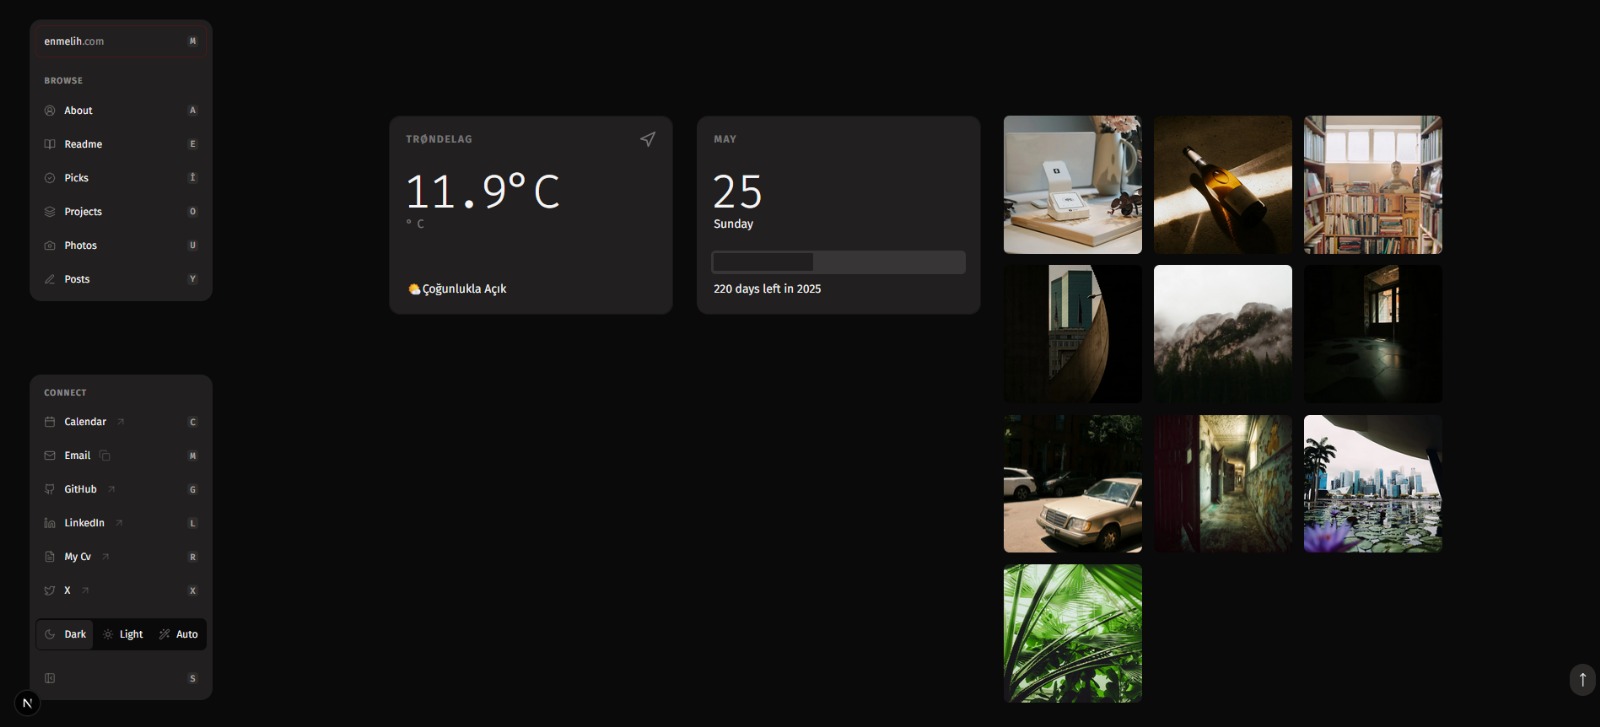 enmelih.com M
BROWSE
About A
Readme E
Picks I
Projects O
Photos U
Posts Y
CONNECT
Calendar C
Email M
GitHub G
LinkedIn L
My Cv R
X X
Dark Light Auto
S
N
TRØNDELAG
11.9°C
° C
Çoğunlukla Açık
MAY
25
Sunday
220 days left in 2025